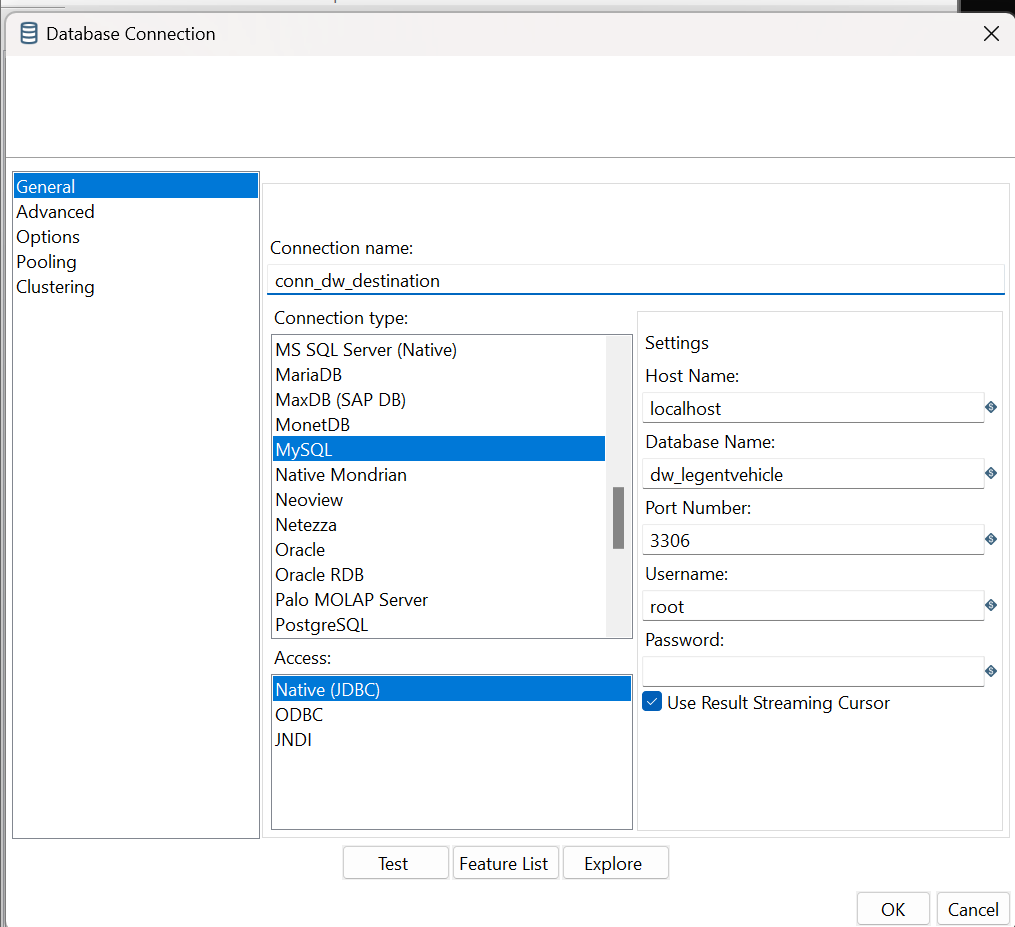 Database Connection
General
Advanced
Options
Pooling
Clustering
Connection name:
conn_dw_destination
Connection type:
MS SQL Server (Native)
MariaDB
MaxDB (SAP DB)
MonetDB
MySQL
Native Mondrian
Neoview
Netezza
Oracle
Oracle RDB
Palo MOLAP Server
PostgreSQL
Access:
Native (JDBC)
ODBC
JNDI
Settings
Host Name:
localhost
Database Name:
dw_legentvehicle
Port Number:
3306
Username:
root
Password:
Use Result Streaming Cursor
Test
Feature List
Explore
OK
Cancel